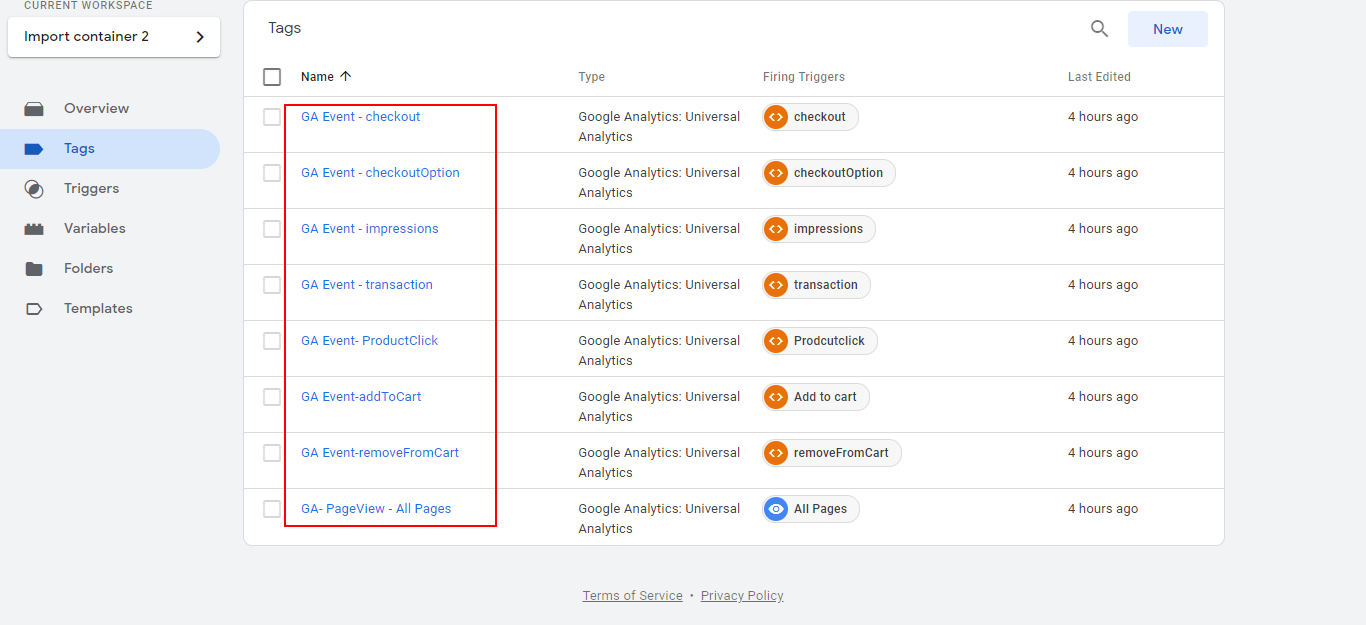 CURRENT WORKSPACE
Import container 2
Overview
Tags
Triggers
Variables
Folders
Templates
Tags
New
Name Type Firing Triggers Last Edited
GA Event - checkout Google Analytics: Universal checkout 4 hours ago
Analytics
GA Event - checkoutOption Google Analytics: Universal checkoutOption 4 hours ago
Analytics
GA Event - impressions Google Analytics: Universal impressions 4 hours ago
Analytics
GA Event - transaction Google Analytics: Universal transaction 4 hours ago
Analytics
GA Event- ProductClick Google Analytics: Universal Prodcutclick 4 hours ago
Analytics
GA Event-addToCart Google Analytics: Universal Add to cart 4 hours ago
Analytics
GA Event-removeFromCart Google Analytics: Universal removeFromCart 4 hours ago
Analytics
GA- PageView - All Pages Google Analytics: Universal All Pages 4 hours ago
Analytics
Terms of Service • Privacy Policy